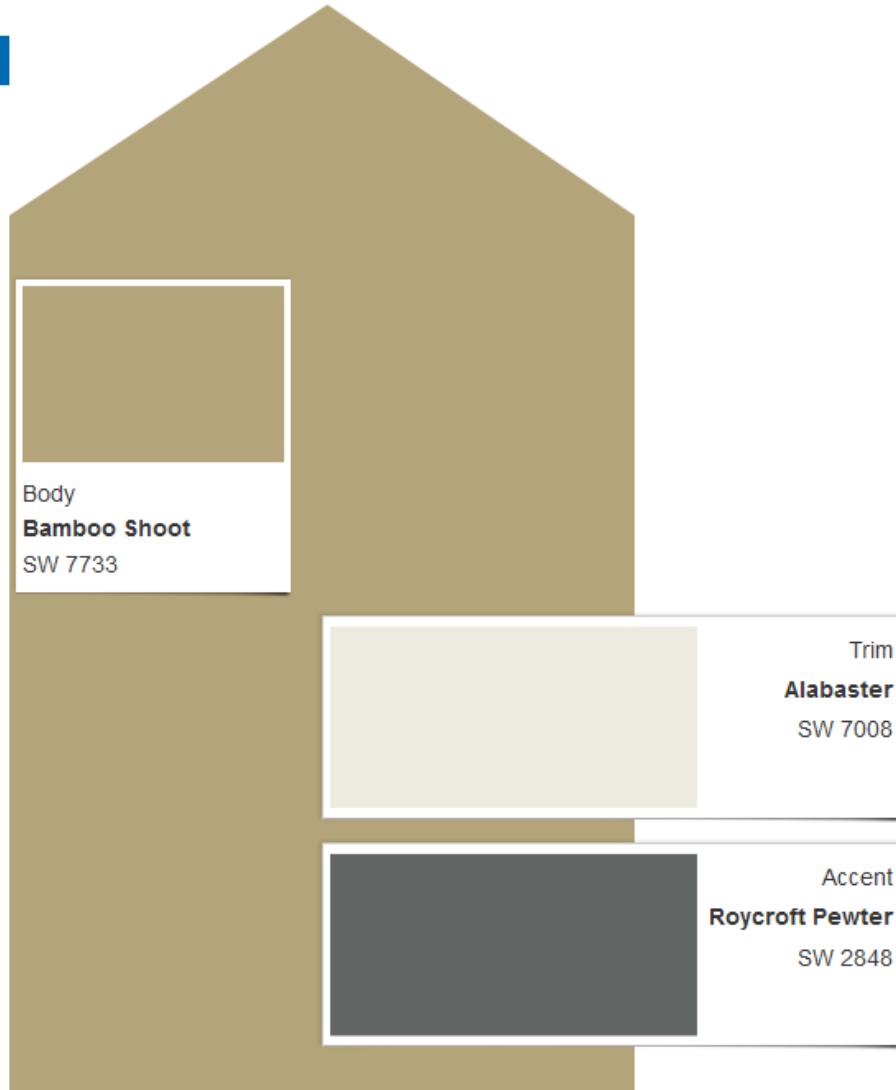 Body
Bamboo Shoot
SW 7733
Trim
Alabaster
SW 7008
Accent
Roycroft Pewter
SW 2848